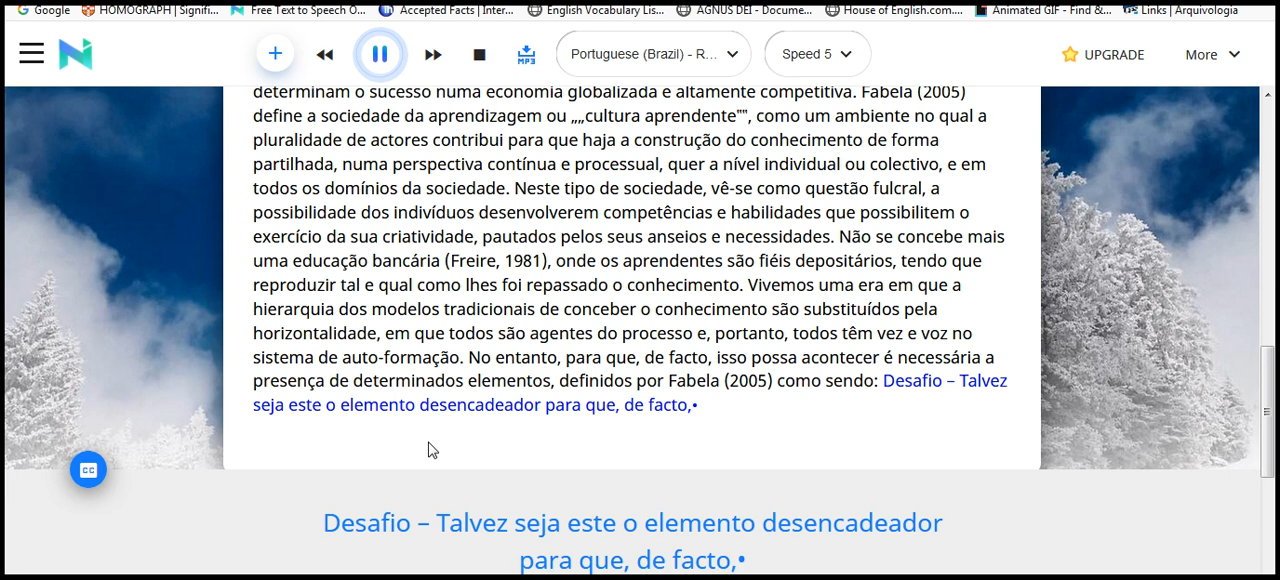 Google HOMOGRAPH | Signifi... Free Text to Speech O... Accepted Facts | Inter... English Vocabulary Lis... AGNUS DEI - Docume... House of English.com.... Animated GIF - Find &... Links | Arquivologia
MP3 Portuguese (Brazil) - R... Speed 5 UPGRADE More
determinam o sucesso numa economia globalizada e altamente competitiva. Fabela (2005)
define a sociedade da aprendizagem ou „„cultura aprendente‟‟, como um ambiente no qual a
pluralidade de actores contribui para que haja a construção do conhecimento de forma
partilhada, numa perspectiva contínua e processual, quer a nível individual ou colectivo, e em
todos os domínios da sociedade. Neste tipo de sociedade, vê-se como questão fulcral, a
possibilidade dos indivíduos desenvolverem competências e habilidades que possibilitem o
exercício da sua criatividade, pautados pelos seus anseios e necessidades. Não se concebe mais
uma educação bancária (Freire, 1981), onde os aprendentes são fiéis depositários, tendo que
reproduzir tal e qual como lhes foi repassado o conhecimento. Vivemos uma era em que a
hierarquia dos modelos tradicionais de conceber o conhecimento são substituídos pela
horizontalidade, em que todos são agentes do processo e, portanto, todos têm vez e voz no
sistema de auto-formação. No entanto, para que, de facto, isso possa acontecer é necessária a
presença de determinados elementos, definidos por Fabela (2005) como sendo: Desafio – Talvez
seja este o elemento desencadeador para que, de facto,•
CC
Desafio – Talvez seja este o elemento desencadeador
para que, de facto,•